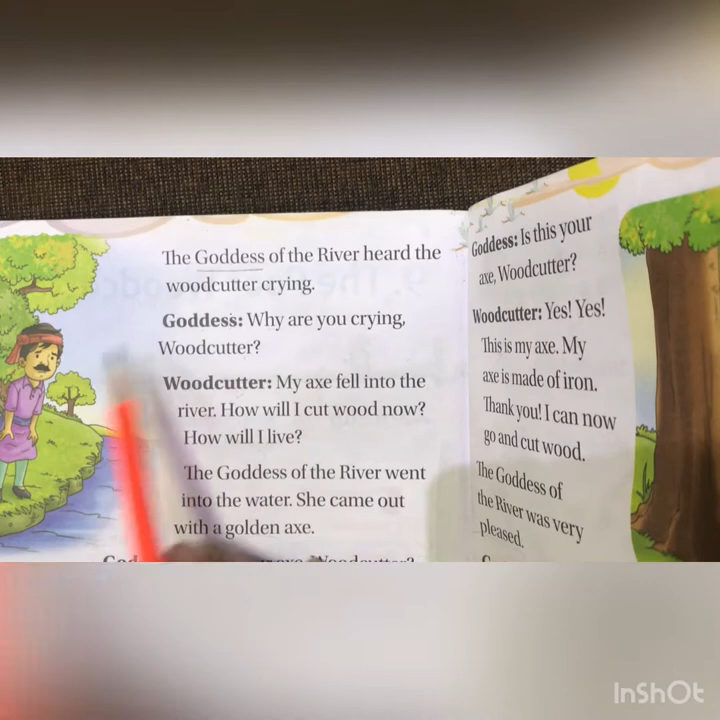 The Goddess of the River heard the
woodcutter crying.
Goddess: Why are you crying,
Woodcutter?
Woodcutter: My axe fell into the
river. How will I cut wood now?
How will I live?
The Goddess of the River went
into the water. She came out
with a golden axe.
Goddess: Is this your
axe, Woodcutter?
Woodcutter: Yes! Yes!
This is my axe. My
axe is made of iron.
Thank you! I can now
go and cut wood.
The Goddess of
the River was very
pleased.
InShOt